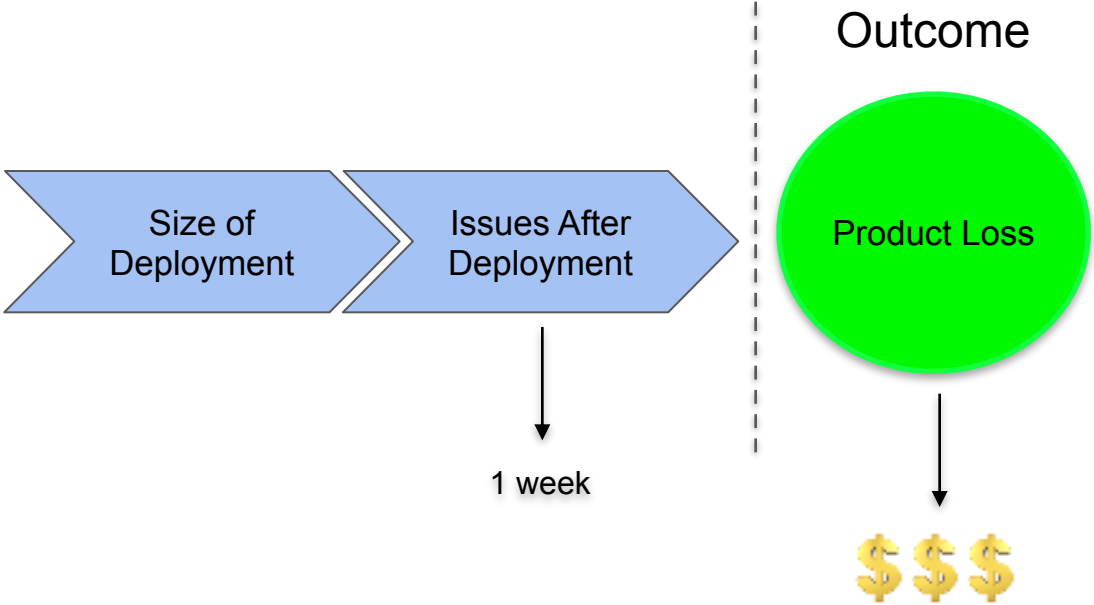 Outcome
Size of
Deployment
Issues After
Deployment
Product Loss
1 week
$$$